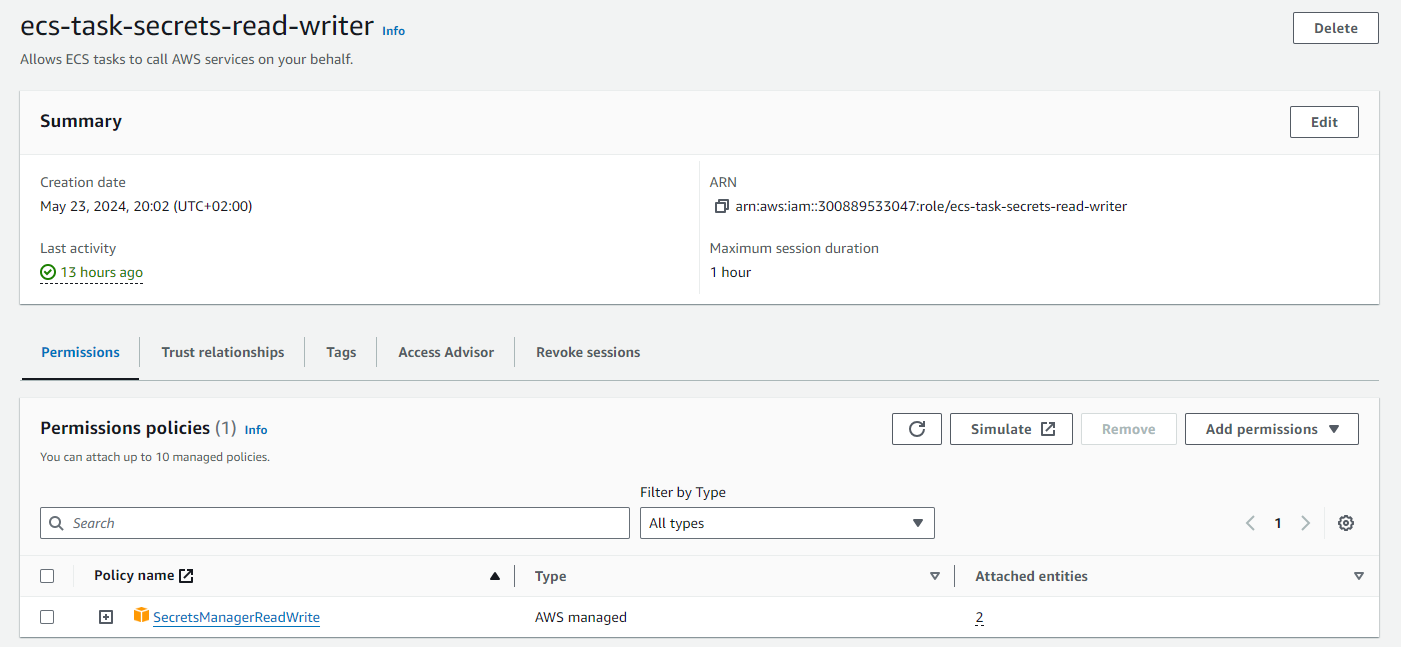 ecs-task-secrets-read-writer Info
Delete
Allows ECS tasks to call AWS services on your behalf.
Summary
Edit
Creation date
May 23, 2024, 20:02 (UTC+02:00)
ARN
arn:aws:iam::300889533047:role/ecs-task-secrets-read-writer
Last activity
13 hours ago
Maximum session duration
1 hour
Permissions
Trust relationships
Tags
Access Advisor
Revoke sessions
Permissions policies (1) Info
You can attach up to 10 managed policies.
Simulate
Remove
Add permissions
Filter by Type
Search
All types
1
Policy name
Type
Attached entities
SecretsManagerReadWrite
AWS managed
2